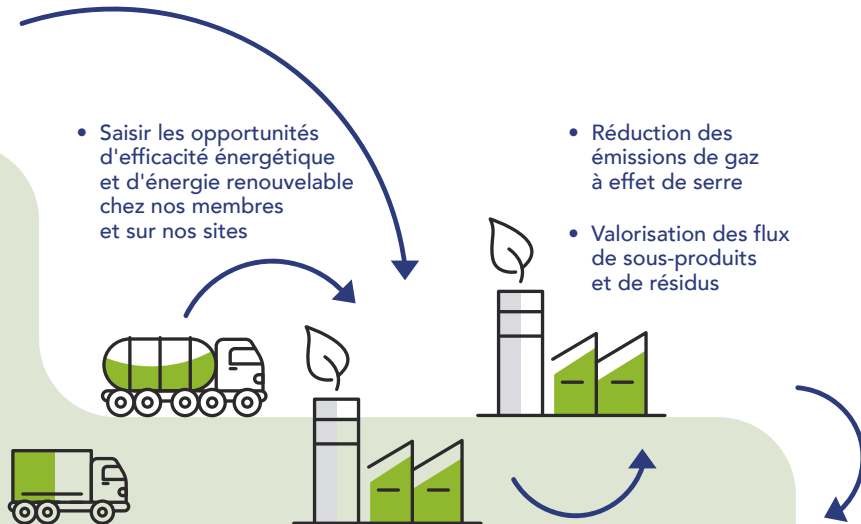 • Saisir les opportunités
d'efficacité énergétique
et d'énergie renouvelable
chez nos membres
et sur nos sites
• Réduction des
émissions de gaz
à effet de serre
• Valorisation des flux
de sous-produits
et de résidus